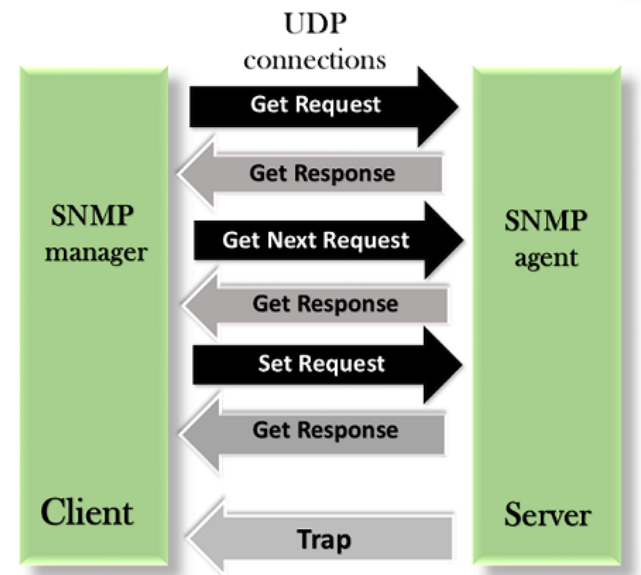 UDP
connections
Get Request
Get Response
SNMP
manager
Get Next Request
SNMP
agent
Get Response
Set Request
Get Response
Client
Server
Trap